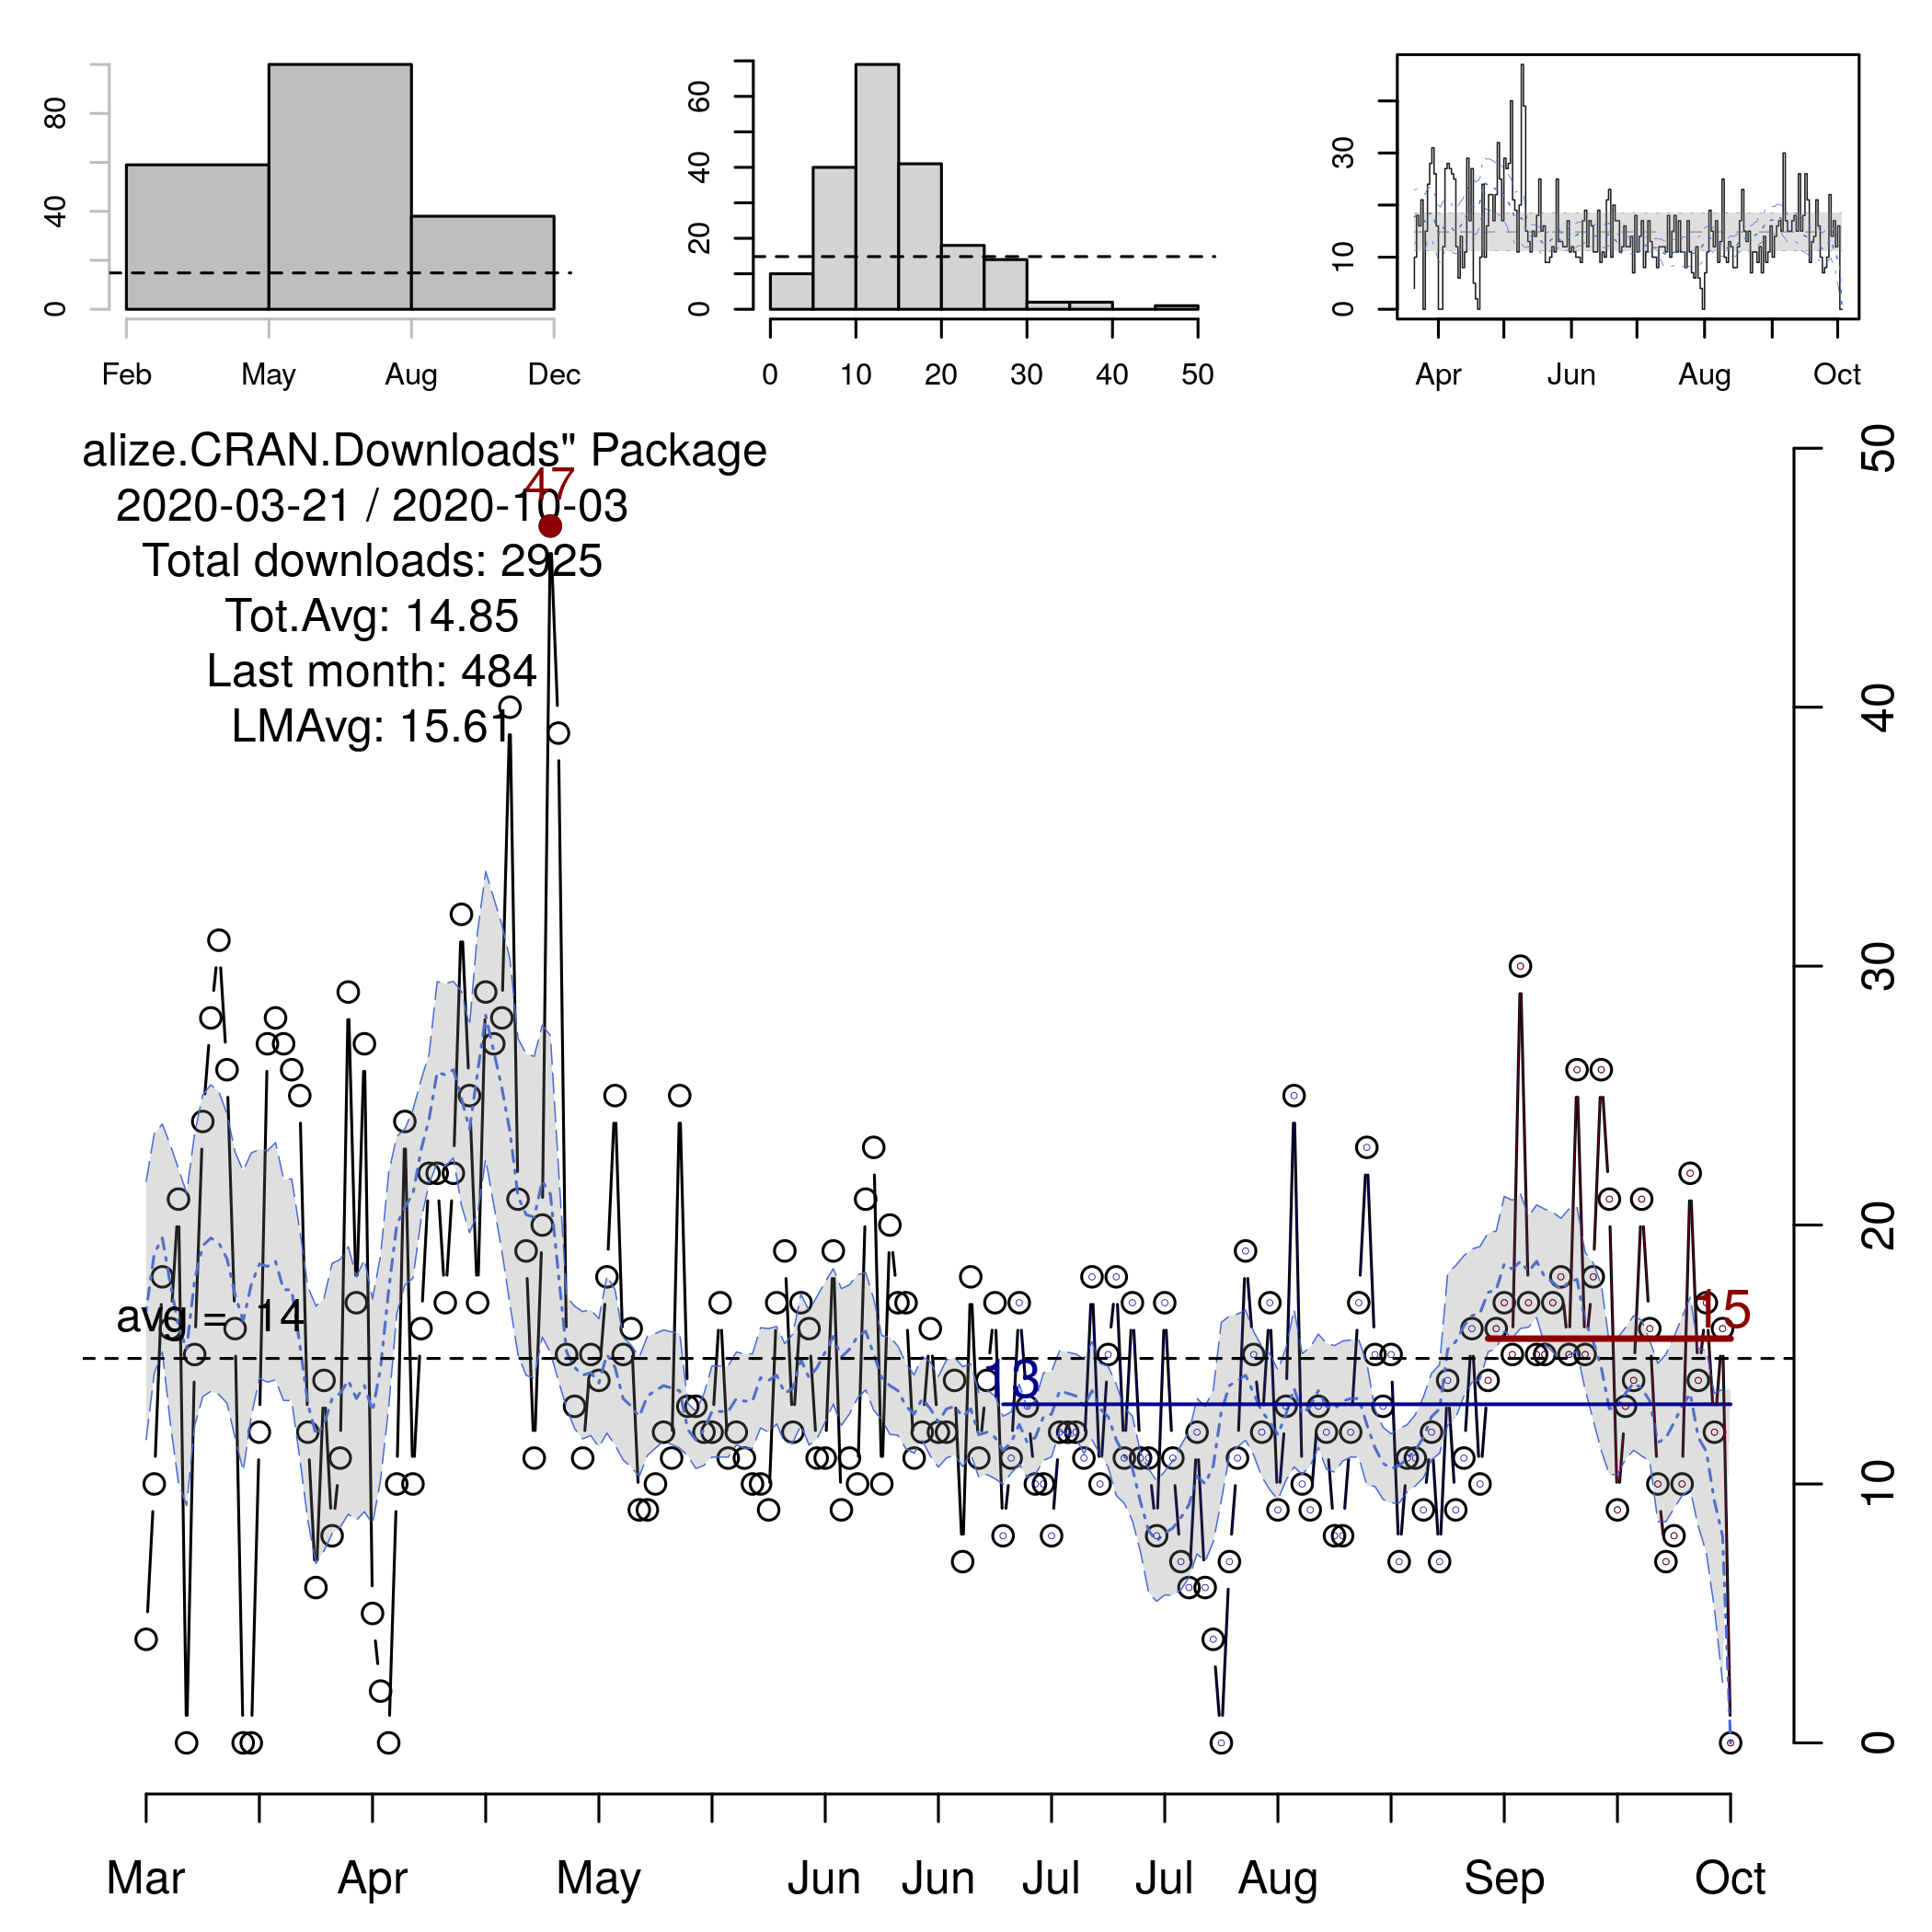 80
40
0
Feb May Aug Dec
60
40
20
0
0 10 20 30 40 50
30
10
0
Apr Jun Aug Oct
alize.CRAN.Downloads" Package
2020-03-21 / 2020-10-03
Total downloads: 2925
Tot.Avg: 14.85
Last month: 484
LMAvg: 15.61
47
avg = 14
13
15
50
40
30
20
10
0
Mar Apr May Jun Jun Jul Jul Aug Sep Oct